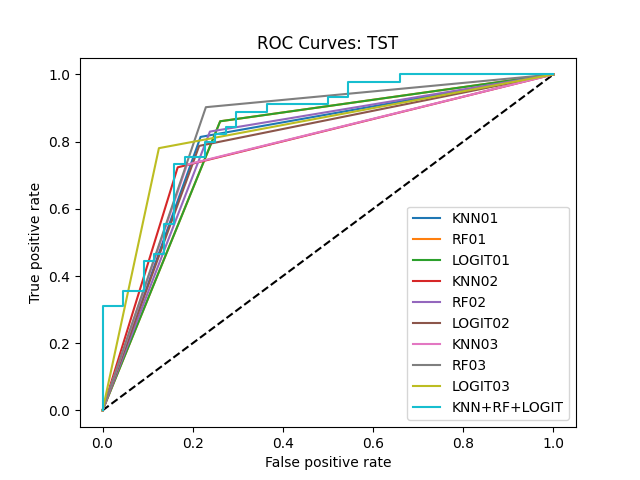 ROC Curves: TST
True positive rate
1.0
0.8
0.6
0.4
0.2
0.0
0.0 0.2 0.4 0.6 0.8 1.0
False positive rate
KNN01
RF01
LOGIT01
KNN02
RF02
LOGIT02
KNN03
RF03
LOGIT03
KNN+RF+LOGIT